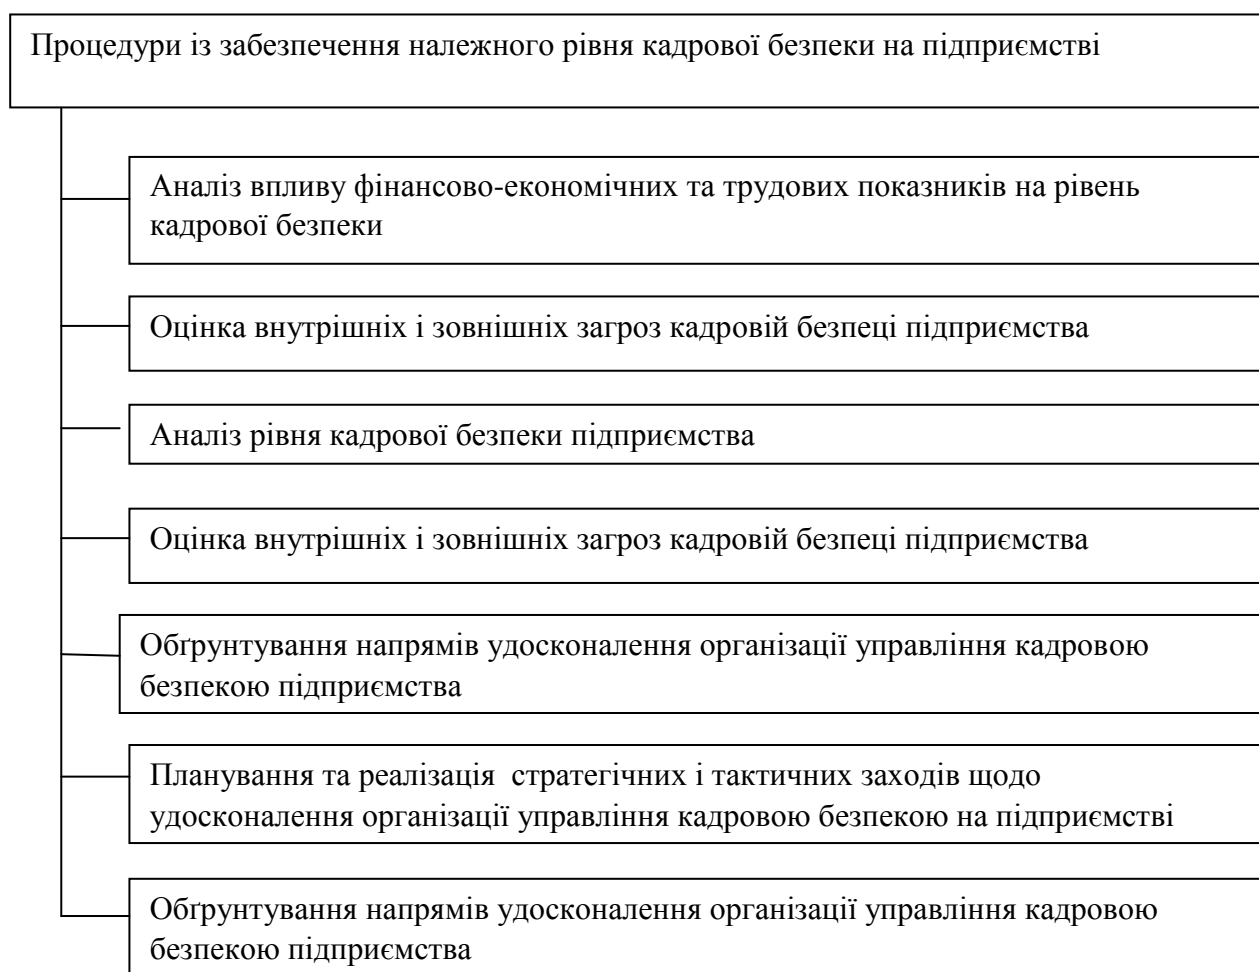 Процедури із забезпечення належного рівня кадрової безпеки на підприємстві
Аналіз впливу фінансово-економічних та трудових показників на рівень
кадрової безпеки
Оцінка внутрішніх і зовнішніх загроз кадровій безпеці підприємства
Аналіз рівня кадрової безпеки підприємства
Оцінка внутрішніх і зовнішніх загроз кадровій безпеці підприємства
Обґрунтування напрямів удосконалення організації управління кадровою
безпекою підприємства
Планування та реалізація  стратегічних і тактичних заходів щодо
удосконалення організації управління кадровою безпекою на підприємстві
Обґрунтування напрямів удосконалення організації управління кадровою
безпекою підприємства